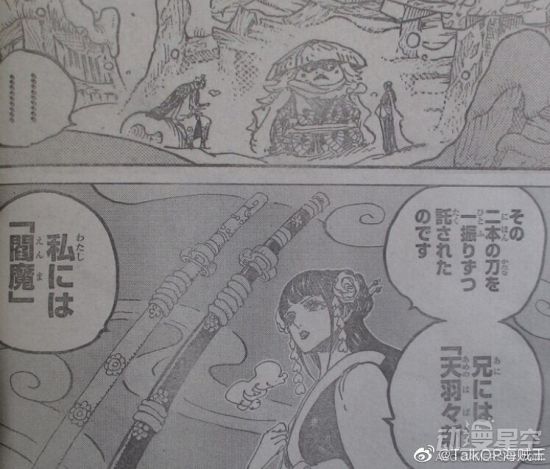 …………
その
二本の刀を
一振りずつ
託された
のです
兄には
「天羽々
私には
「閻魔」
动漫星空
@TalkOP海贼王